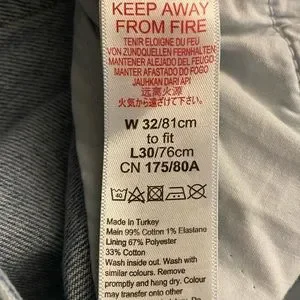 KEEP AWAY
FROM FIRE
TENIR ELOIGNE DU FEU
VON ZUNDQUELLEN FERNHALTEN
MANTENER ALEJADO DEL FEUGO
MANTER AFASTADO DO FOGO
JAUHKAN DARI API
远离火源
火気から遠ざけて下さい。
W 32/81cm
to fit
L30/76cm
CN 175/80A
40
Made in Turkey
Main 99% Cotton 1% Elastane
Lining 67% Polyester
33% Cotton
Wash inside out. Wash with
similar colours. Remove
promptly and hang dry. Colour
may transfer onto other